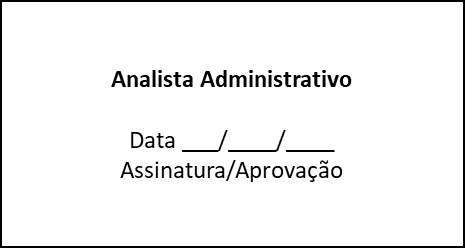 Analista Administrativo
Data ___/____/____
Assinatura/Aprovação